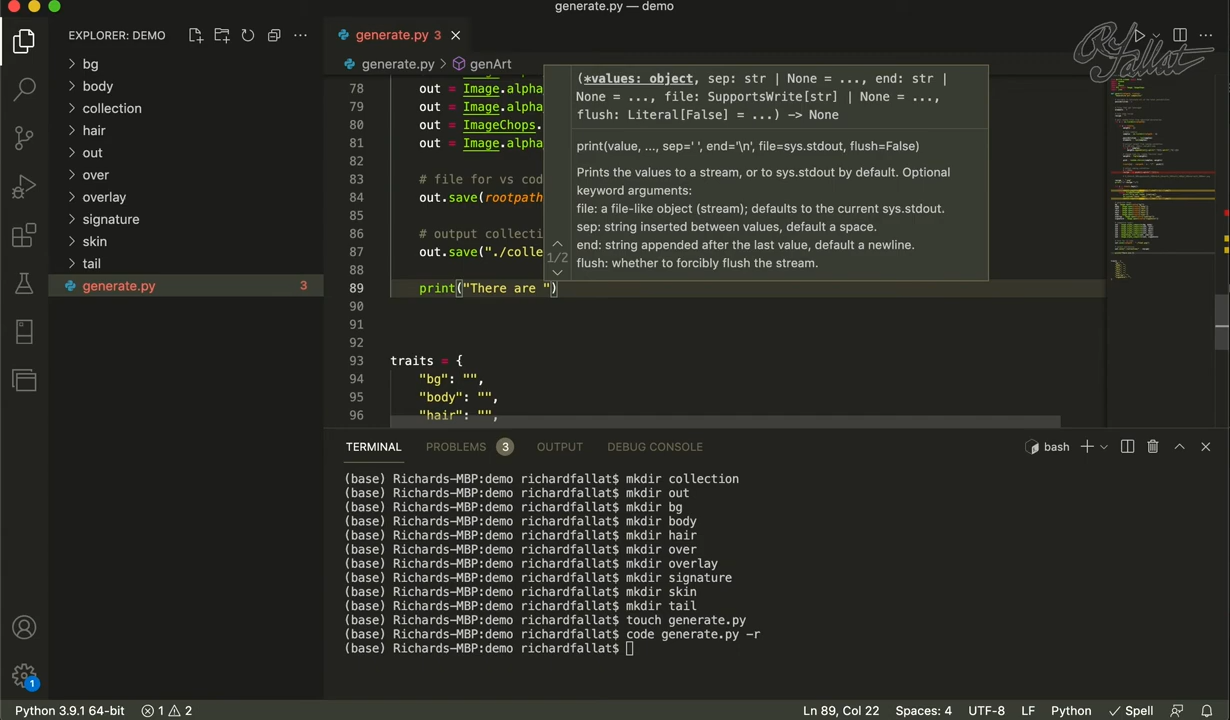 generate.py — demo
EXPLORER: DEMO
generate.py 3
Ry Fallat
bg
body
collection
hair
out
over
overlay
signature
skin
tail
generate.py 3
generate.py > genArt
78 out = Image.alpha
79 out = Image.alpha
80 out = ImageChops.
81 out = Image.alpha
82
83 # file for vs cod
84 out.save(rootpath
85
86 # output collecti
87 out.save("./colle
88
89 print("There are ")
90
91
92
93 traits = {
94 "bg": "",
95 "body": "",
96 "hair": "",
1/2
(*values: object, sep: str | None = ..., end: str |
None = ..., file: SupportsWrite[str] | None = ...,
flush: Literal[False] = ...) -> None
print(value, ..., sep=' ', end='\n', file=sys.stdout, flush=False)
Prints the values to a stream, or to sys.stdout by default. Optional
keyword arguments:
file: a file-like object (stream); defaults to the current sys.stdout.
sep: string inserted between values, default a space.
end: string appended after the last value, default a newline.
flush: whether to forcibly flush the stream.
TERMINAL PROBLEMS 3 OUTPUT DEBUG CONSOLE
bash
(base) Richards-MBP:demo richardfallat$ mkdir collection
(base) Richards-MBP:demo richardfallat$ mkdir out
(base) Richards-MBP:demo richardfallat$ mkdir bg
(base) Richards-MBP:demo richardfallat$ mkdir body
(base) Richards-MBP:demo richardfallat$ mkdir hair
(base) Richards-MBP:demo richardfallat$ mkdir over
(base) Richards-MBP:demo richardfallat$ mkdir overlay
(base) Richards-MBP:demo richardfallat$ mkdir signature
(base) Richards-MBP:demo richardfallat$ mkdir skin
(base) Richards-MBP:demo richardfallat$ mkdir tail
(base) Richards-MBP:demo richardfallat$ touch generate.py
(base) Richards-MBP:demo richardfallat$ code generate.py -r
(base) Richards-MBP:demo richardfallat$
1
Python 3.9.1 64-bit 1 2 Ln 89, Col 22 Spaces: 4 UTF-8 LF Python Spell